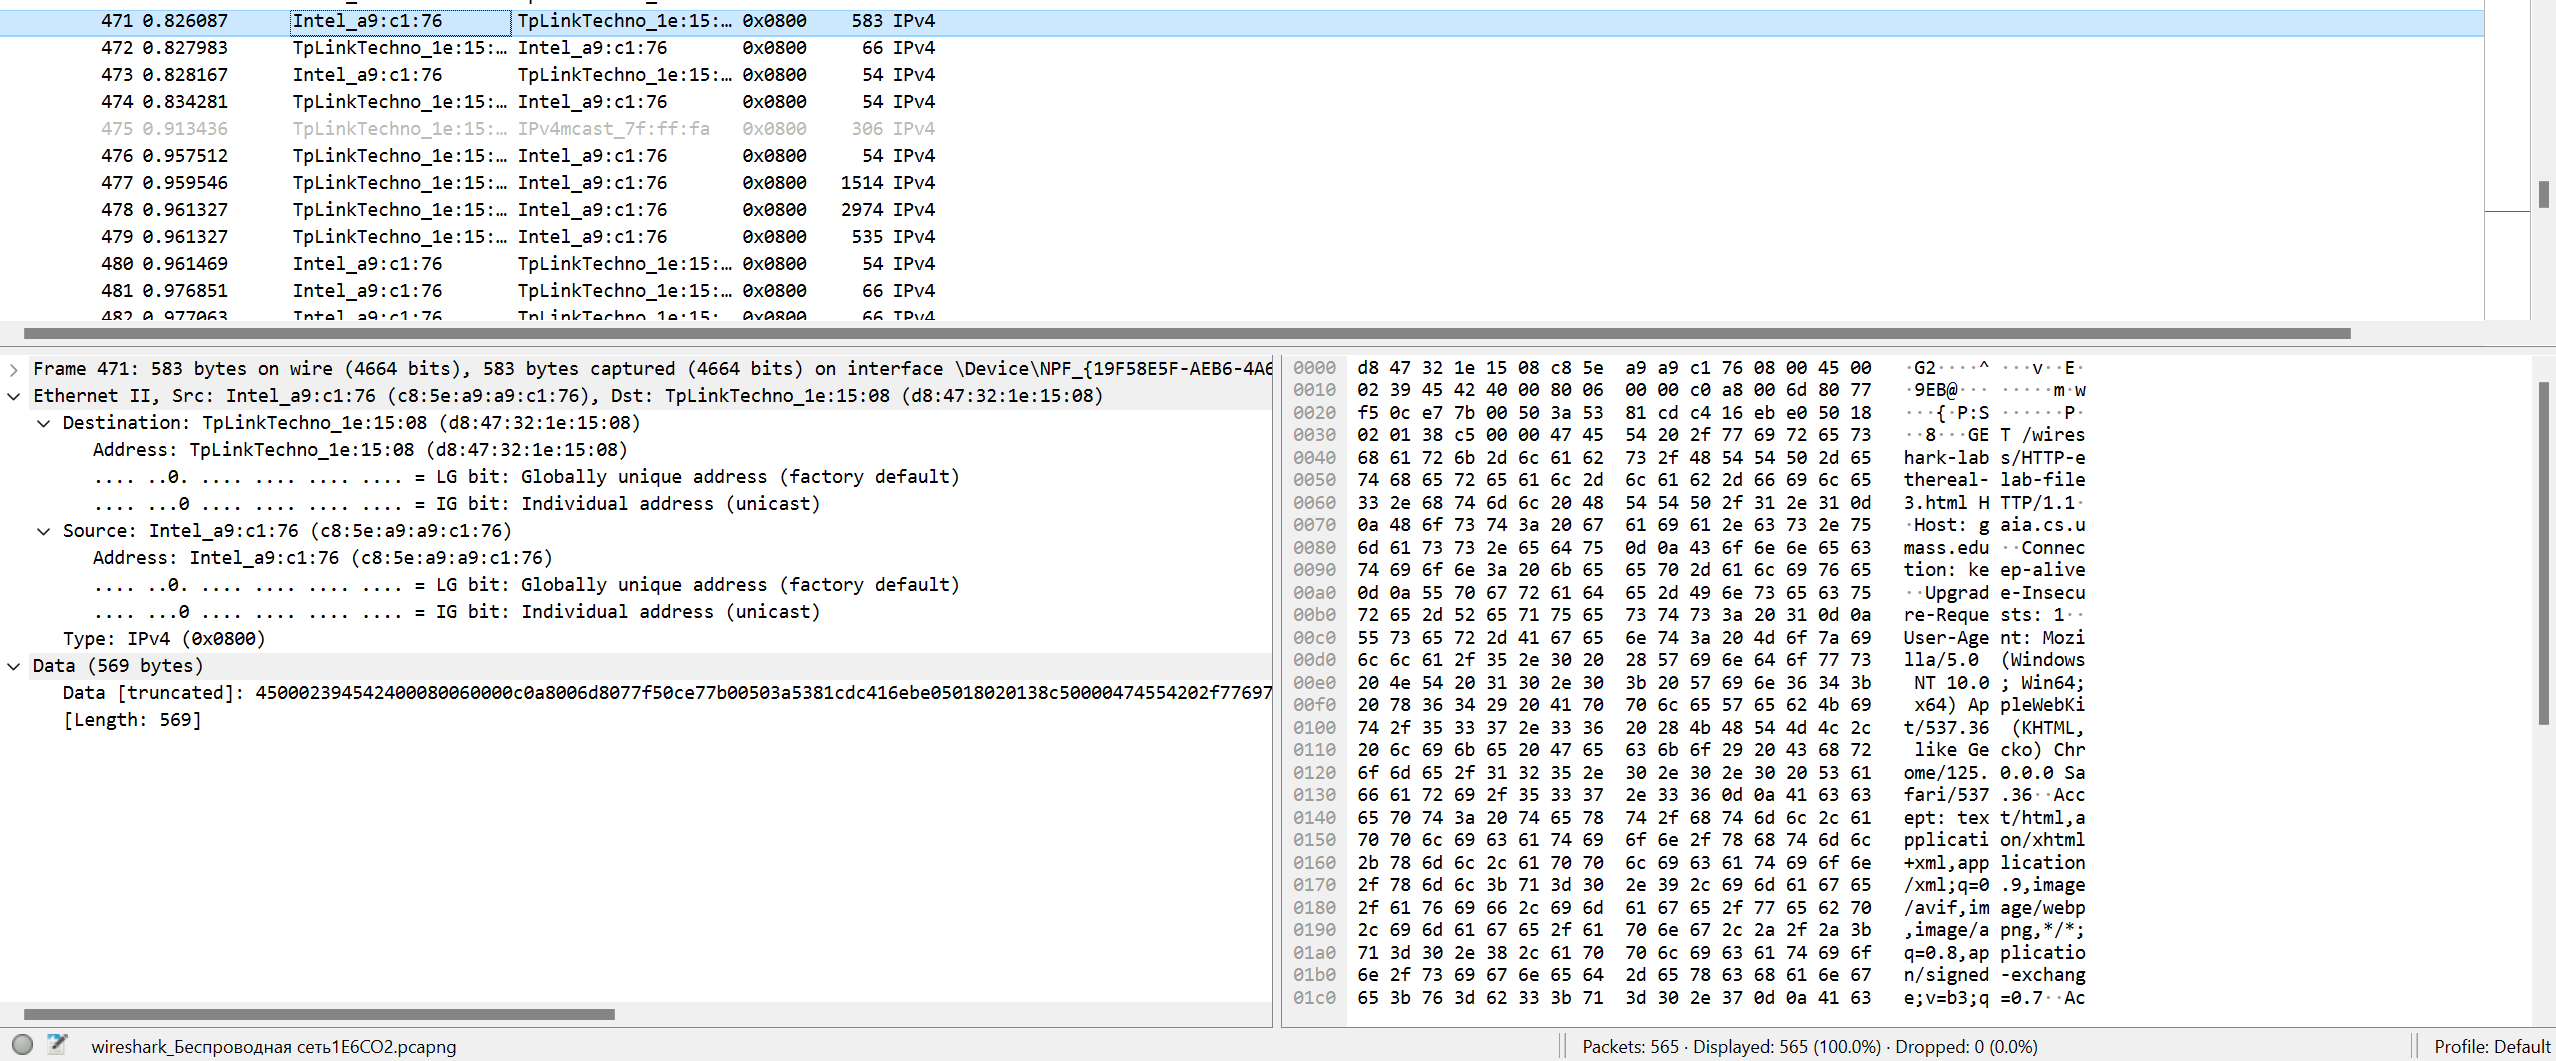 471 0.826087 Intel_a9:c1:76 TpLinkTechno_1e:15:… 0x0800 583 IPv4
472 0.827983 TpLinkTechno_1e:15:… Intel_a9:c1:76 0x0800 66 IPv4
473 0.828167 Intel_a9:c1:76 TpLinkTechno_1e:15:… 0x0800 54 IPv4
474 0.834281 TpLinkTechno_1e:15:… Intel_a9:c1:76 0x0800 54 IPv4
475 0.913436 TpLinkTechno_1e:15:… IPv4mcast_7f:ff:fa 0x0800 306 IPv4
476 0.957512 TpLinkTechno_1e:15:… Intel_a9:c1:76 0x0800 54 IPv4
477 0.959546 TpLinkTechno_1e:15:… Intel_a9:c1:76 0x0800 1514 IPv4
478 0.961327 TpLinkTechno_1e:15:… Intel_a9:c1:76 0x0800 2974 IPv4
479 0.961327 TpLinkTechno_1e:15:… Intel_a9:c1:76 0x0800 535 IPv4
480 0.961469 Intel_a9:c1:76 TpLinkTechno_1e:15:… 0x0800 54 IPv4
481 0.976851 Intel_a9:c1:76 TpLinkTechno_1e:15:… 0x0800 66 IPv4
482 0.977063 Intel_a9:c1:76 TpLinkTechno_1e:15: 0x0800 66 IPv4
Frame 471: 583 bytes on wire (4664 bits), 583 bytes captured (4664 bits) on interface \Device\NPF_{19F58E5F-AEB6-4A6
Ethernet II, Src: Intel_a9:c1:76 (c8:5e:a9:a9:c1:76), Dst: TpLinkTechno_1e:15:08 (d8:47:32:1e:15:08)
Destination: TpLinkTechno_1e:15:08 (d8:47:32:1e:15:08)
Address: TpLinkTechno_1e:15:08 (d8:47:32:1e:15:08)
.... ..0. .... .... .... .... = LG bit: Globally unique address (factory default)
.... ...0 .... .... .... .... = IG bit: Individual address (unicast)
Source: Intel_a9:c1:76 (c8:5e:a9:a9:c1:76)
Address: Intel_a9:c1:76 (c8:5e:a9:a9:c1:76)
.... ..0. .... .... .... .... = LG bit: Globally unique address (factory default)
.... ...0 .... .... .... .... = IG bit: Individual address (unicast)
Type: IPv4 (0x0800)
Data (569 bytes)
Data [truncated]: 450002394542400080060000c0a8006d8077f50ce77b00503a5381cdc416ebe05018020138c50000474554202f77697
[Length: 569]
0000 d8 47 32 1e 15 08 c8 5e a9 a9 c1 76 08 00 45 00 ·G2····^ ···v··E·
0010 02 39 45 42 40 00 80 06 00 00 c0 a8 00 6d 80 77 ·9EB@··· ·····m·w
0020 f5 0c e7 7b 00 50 3a 53 81 cd c4 16 eb e0 50 18 ···{·P:S ······P·
0030 02 01 38 c5 00 00 47 45 54 20 2f 77 69 72 65 73 ··8···GE T /wires
0040 68 61 72 6b 2d 6c 61 62 73 2f 48 54 54 50 2d 65 hark-lab s/HTTP-e
0050 74 68 65 72 65 61 6c 2d 6c 61 62 2d 66 69 6c 65 thereal- lab-file
0060 33 2e 68 74 6d 6c 20 48 54 54 50 2f 31 2e 31 0d 3.html H TTP/1.1·
0070 0a 48 6f 73 74 3a 20 67 61 69 61 2e 63 73 2e 75 ·Host: g aia.cs.u
0080 6d 61 73 73 2e 65 64 75 0d 0a 43 6f 6e 6e 65 63 mass.edu ··Connec
0090 74 69 6f 6e 3a 20 6b 65 65 70 2d 61 6c 69 76 65 tion: ke ep-alive
00a0 0d 0a 55 70 67 72 61 64 65 2d 49 6e 73 65 63 75 ··Upgrad e-Insecu
00b0 72 65 2d 52 65 71 75 65 73 74 73 3a 20 31 0d 0a re-Reque sts: 1··
00c0 55 73 65 72 2d 41 67 65 6e 74 3a 20 4d 6f 7a 69 User-Age nt: Mozi
00d0 6c 6c 61 2f 35 2e 30 20 28 57 69 6e 64 6f 77 73 lla/5.0 (Windows
00e0 20 4e 54 20 31 30 2e 30 3b 20 57 69 6e 36 34 3b NT 10.0 ; Win64;
00f0 20 78 36 34 29 20 41 70 70 6c 65 57 65 62 4b 69 x64) Ap pleWebKi
0100 74 2f 35 33 37 2e 33 36 20 28 4b 48 54 4d 4c 2c t/537.36 (KHTML,
0110 20 6c 69 6b 65 20 47 65 63 6b 6f 29 20 43 68 72 like Ge cko) Chr
0120 6f 6d 65 2f 31 32 35 2e 30 2e 30 2e 30 20 53 61 ome/125. 0.0.0 Sa
0130 66 61 72 69 2f 35 33 37 2e 33 36 0d 0a 41 63 63 fari/537 .36··Acc
0140 65 70 74 3a 20 74 65 78 74 2f 68 74 6d 6c 2c 61 ept: tex t/html,a
0150 70 70 6c 69 63 61 74 69 6f 6e 2f 78 68 74 6d 6c pplicati on/xhtml
0160 2b 78 6d 6c 2c 61 70 70 6c 69 63 61 74 69 6f 6e +xml,app lication
0170 2f 78 6d 6c 3b 71 3d 30 2e 39 2c 69 6d 61 67 65 /xml;q=0 .9,image
0180 2f 61 76 69 66 2c 69 6d 61 67 65 2f 77 65 62 70 /avif,im age/webp
0190 2c 69 6d 61 67 65 2f 61 70 6e 67 2c 2a 2f 2a 3b ,image/a png,*/*;
01a0 71 3d 30 2e 38 2c 61 70 70 6c 69 63 61 74 69 6f q=0.8,ap plicatio
01b0 6e 2f 73 69 67 6e 65 64 2d 65 78 63 68 61 6e 67 n/signed -exchang
01c0 65 3b 76 3d 62 33 3b 71 3d 30 2e 37 0d 0a 41 63 e;v=b3;q =0.7··Ac
wireshark_Беспроводная сеть1E6CO2.pcapng Packets: 565 · Displayed: 565 (100.0%) · Dropped: 0 (0.0%) Profile: Default